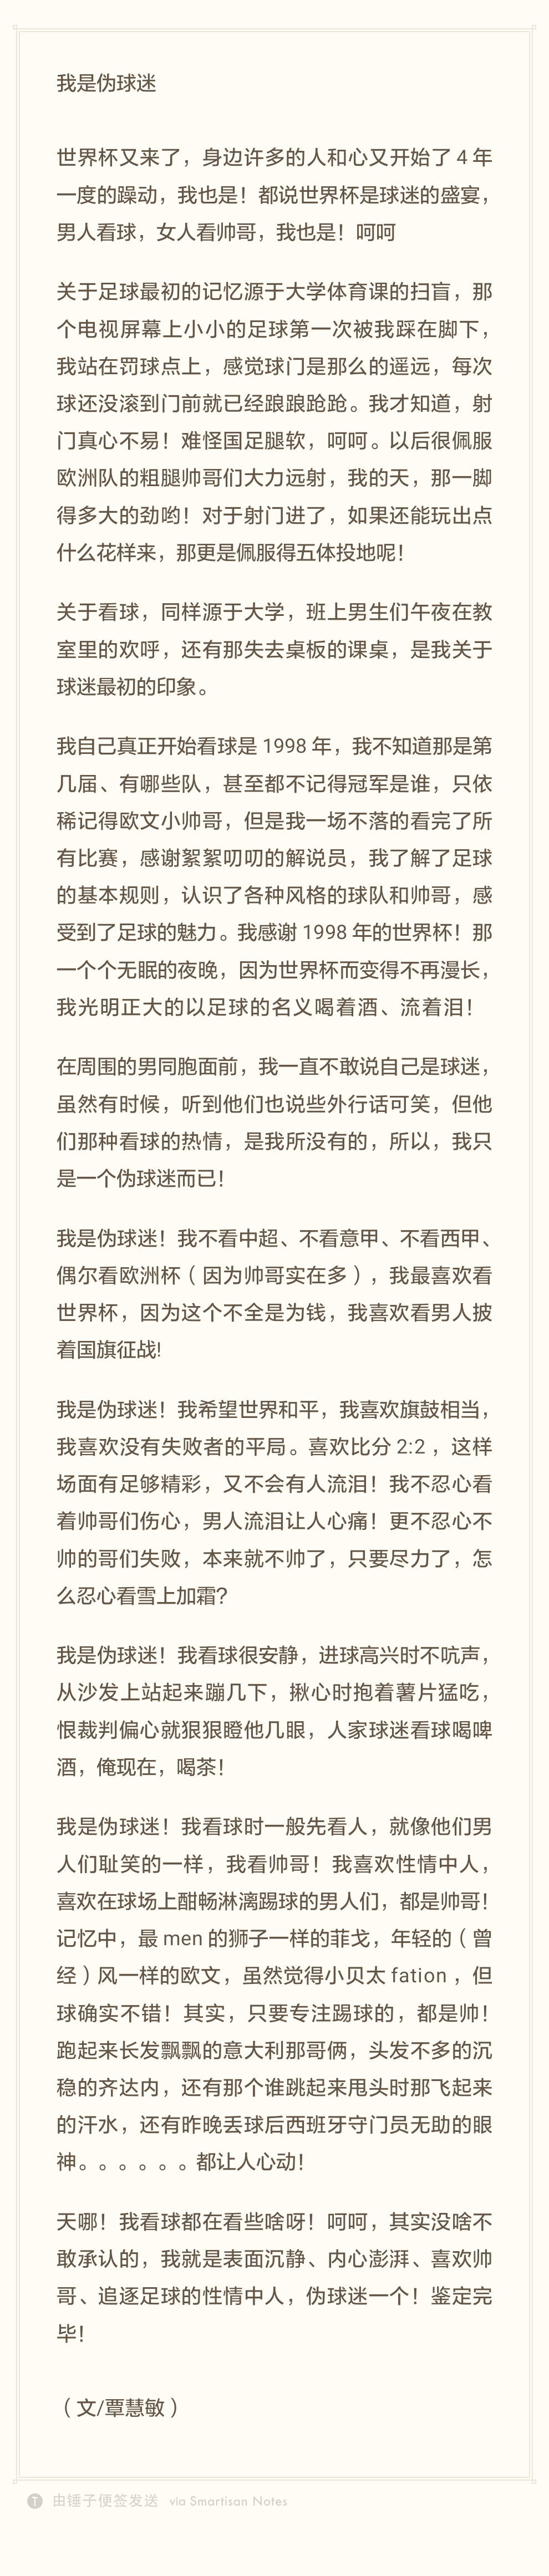 我是伪球迷
世界杯又来了，身边许多的人和心又开始了 4 年
一度的躁动，我也是！都说世界杯是球迷的盛宴，
男人看球，女人看帅哥，我也是！呵呵
关于足球最初的记忆源于大学体育课的扫盲，那
个电视屏幕上小小的足球第一次被我踩在脚下，
我站在罚球点上，感觉球门是那么的遥远，每次
球还没滚到门前就已经踉踉跄跄。我才知道，射
门真心不易！难怪国足腿软，呵呵。以后很佩服
欧洲队的粗腿帅哥们大力远射，我的天，那一脚
得多大的劲哟！对于射门进了，如果还能玩出点
什么花样来，那更是佩服得五体投地呢！
关于看球，同样源于大学，班上男生们午夜在教
室里的欢呼，还有那失去桌板的课桌，是我关于
球迷最初的印象。
我自己真正开始看球是 1998 年，我不知道那是第
几届、有哪些队，甚至都不记得冠军是谁，只依
稀记得欧文小帅哥，但是我一场不落的看完了所
有比赛，感谢絮絮叨叨的解说员，我了解了足球
的基本规则，认识了各种风格的球队和帅哥，感
受到了足球的魅力。我感谢 1998 年的世界杯！那
一个个无眠的夜晚，因为世界杯而变得不再漫长，
我光明正大的以足球的名义喝着酒、流着泪！
在周围的男同胞面前，我一直不敢说自己是球迷，
虽然有时候，听到他们也说些外行话可笑，但他
们那种看球的热情，是我所没有的，所以，我只
是一个伪球迷而已！
我是伪球迷！我不看中超、不看意甲、不看西甲、
偶尔看欧洲杯（因为帅哥实在多），我最喜欢看
世界杯，因为这个不全是为钱，我喜欢看男人披
着国旗征战!
我是伪球迷！我希望世界和平，我喜欢旗鼓相当，
我喜欢没有失败者的平局。喜欢比分 2:2 ，这样
场面有足够精彩，又不会有人流泪！我不忍心看
着帅哥们伤心，男人流泪让人心痛！更不忍心不
帅的哥们失败，本来就不帅了，只要尽力了，怎
么忍心看雪上加霜？
我是伪球迷！我看球很安静，进球高兴时不吭声，
从沙发上站起来蹦几下，揪心时抱着薯片猛吃，
恨裁判偏心就狠狠瞪他几眼，人家球迷看球喝啤
酒，俺现在，喝茶！
我是伪球迷！我看球时一般先看人，就像他们男
人们耻笑的一样，我看帅哥！我喜欢性情中人，
喜欢在球场上酣畅淋漓踢球的男人们，都是帅哥！
记忆中，最 men 的狮子一样的菲戈，年轻的（曾
经）风一样的欧文，虽然觉得小贝太 fation ，但
球确实不错！其实，只要专注踢球的，都是帅！
跑起来长发飘飘的意大利那哥俩，头发不多的沉
稳的齐达内，还有那个谁跳起来甩头时那飞起来
的汗水，还有昨晚丢球后西班牙守门员无助的眼
神。。。。。。都让人心动！
天哪！我看球都在看些啥呀！呵呵，其实没啥不
敢承认的，我就是表面沉静、内心澎湃、喜欢帅
哥、追逐足球的性情中人，伪球迷一个！鉴定完
毕！
（文/覃慧敏）
T 由锤子便签发送 via Smartisan Notes